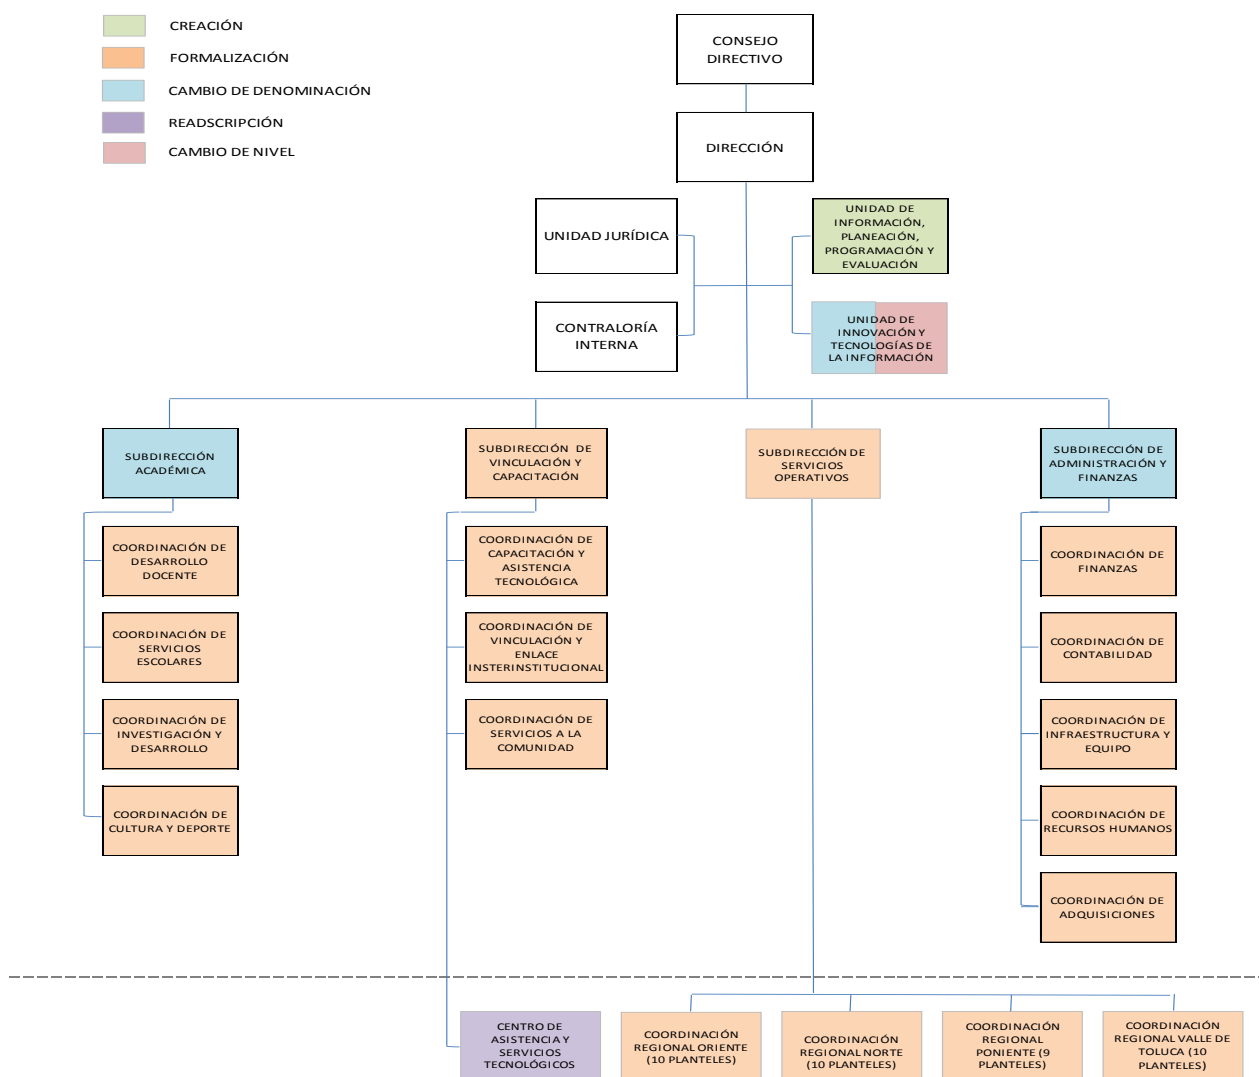 CREACIÓN
FORMALIZACIÓN
CAMBIO DE DENOMINACIÓN
READSCRIPCIÓN
CAMBIO DE NIVEL
CONSEJO
DIRECTIVO
DIRECCIÓN
UNIDAD JURÍDICA
UNIDAD DE
INFORMACIÓN,
PLANEACIÓN,
PROGRAMACIÓN Y
EVALUACIÓN
CONTRALORÍA
INTERNA
UNIDAD DE
INNOVACIÓN Y
TECNOLOGÍAS DE
LA INFORMACIÓN
SUBDIRECCIÓN
ACADÉMICA
SUBDIRECCIÓN DE
VINCULACIÓN Y
CAPACITACIÓN
SUBDIRECCIÓN DE
SERVICIOS
OPERATIVOS
SUBDIRECCIÓN DE
ADMINISTRACIÓN Y
FINANZAS
COORDINACIÓN DE
DESARROLLO
DOCENTE
COORDINACIÓN DE
SERVICIOS
ESCOLARES
COORDINACIÓN DE
INVESTIGACIÓN Y
DESARROLLO
COORDINACIÓN DE
CULTURA Y DEPORTE
COORDINACIÓN DE
CAPACITACIÓN Y
ASISTENCIA
TECNOLÓGICA
COORDINACIÓN DE
VINCULACIÓN Y
ENLACE
INSTERINSTITUCIONAL
COORDINACIÓN DE
SERVICIOS A LA
COMUNIDAD
COORDINACIÓN DE
FINANZAS
COORDINACIÓN DE
CONTABILIDAD
COORDINACIÓN DE
INFRAESTRUCTURA Y
EQUIPO
COORDINACIÓN DE
RECURSOS HUMANOS
COORDINACIÓN DE
ADQUISICIONES
CENTRO DE
ASISTENCIA Y
SERVICIOS
TECNOLÓGICOS
COORDINACIÓN
REGIONAL ORIENTE
(10 PLANTELES)
COORDINACIÓN
REGIONAL NORTE
(10 PLANTELES)
COORDINACIÓN
REGIONAL
PONIENTE (9
PLANTELES)
COORDINACIÓN
REGIONAL VALLE DE
TOLUCA (10
PLANTELES)